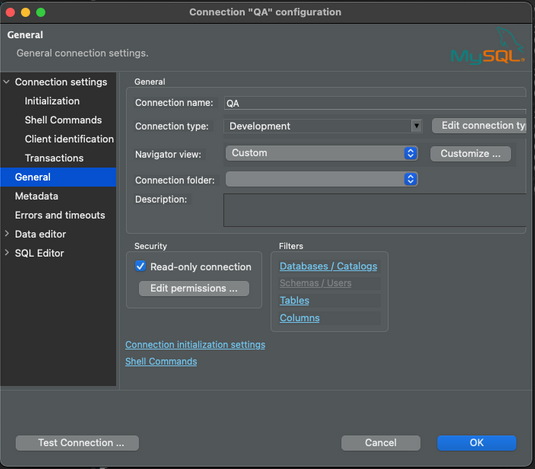 Connection "QA" configuration
General
General connection settings.
MySQL
Connection settings
Initialization
Shell Commands
Client identification
Transactions
General
Metadata
Errors and timeouts
Data editor
SQL Editor
General
Connection name: QA
Connection type: Development Edit connection ty
Navigator view: Custom Customize ...
Connection folder:
Description:
Security
Read-only connection
Edit permissions ...
Filters
Databases / Catalogs
Schemas / Users
Tables
Columns
Connection initialization settings
Shell Commands
Test Connection ... Cancel OK